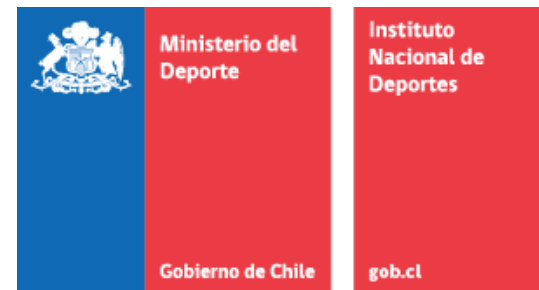 Ministerio del
Deporte
Gobierno de Chile
Instituto
Nacional de
Deportes
gob.cl